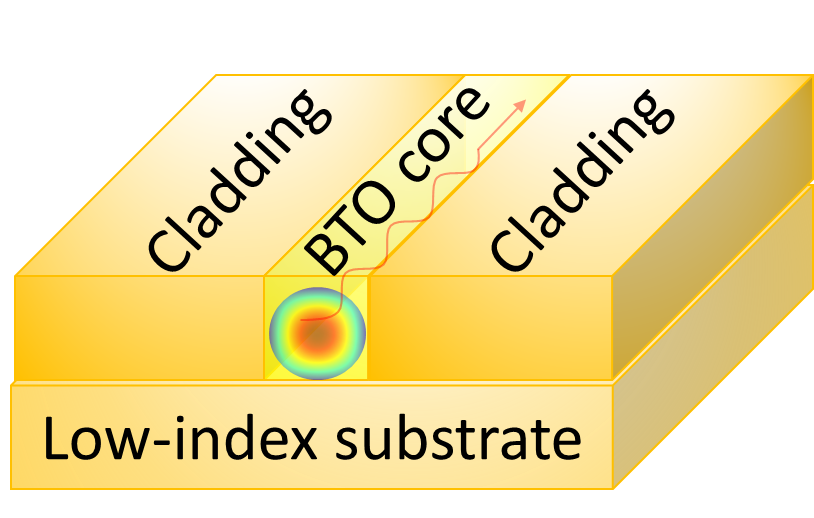 Cladding
BTO core
Cladding
Low-index substrate